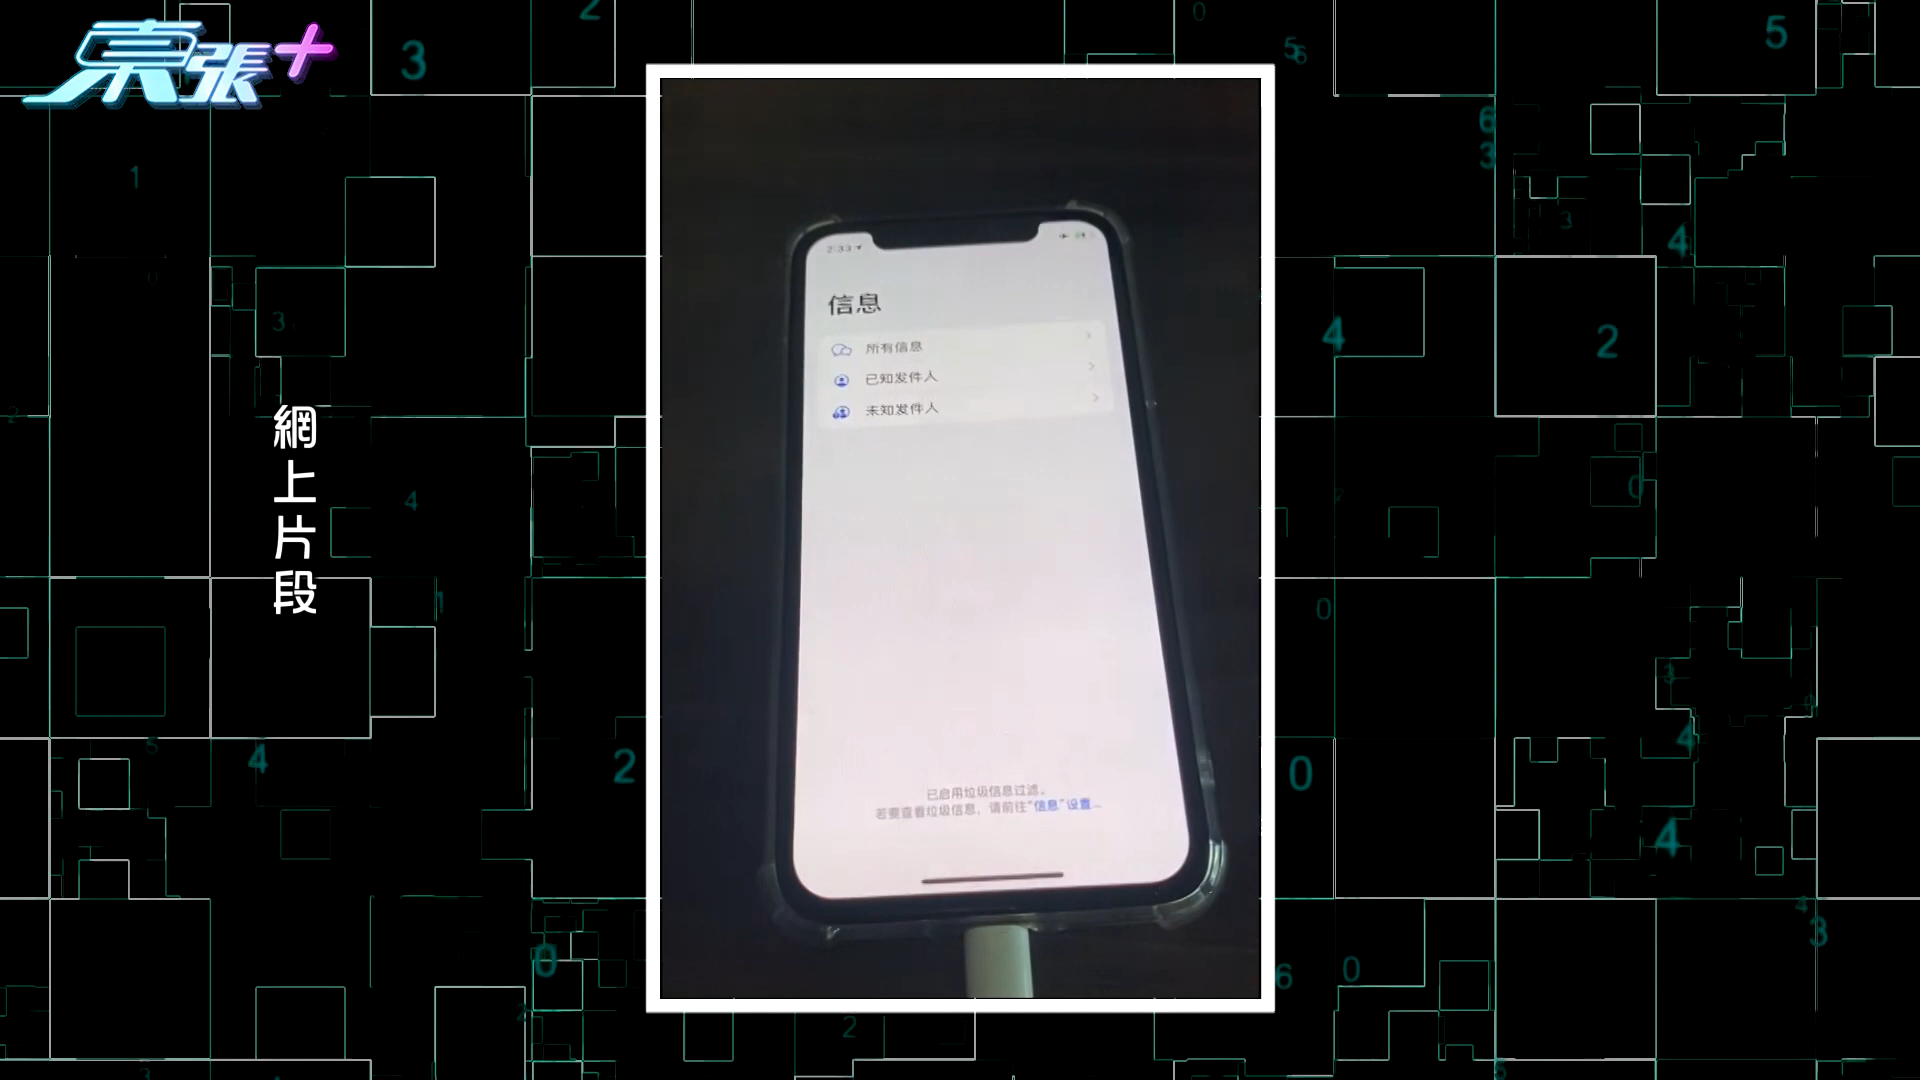 東張+
網上片段
2:33
信息
所有信息
已知发件人
未知发件人
已启用垃圾信息过滤。
若要查看垃圾信息，请前往“信息”设置...